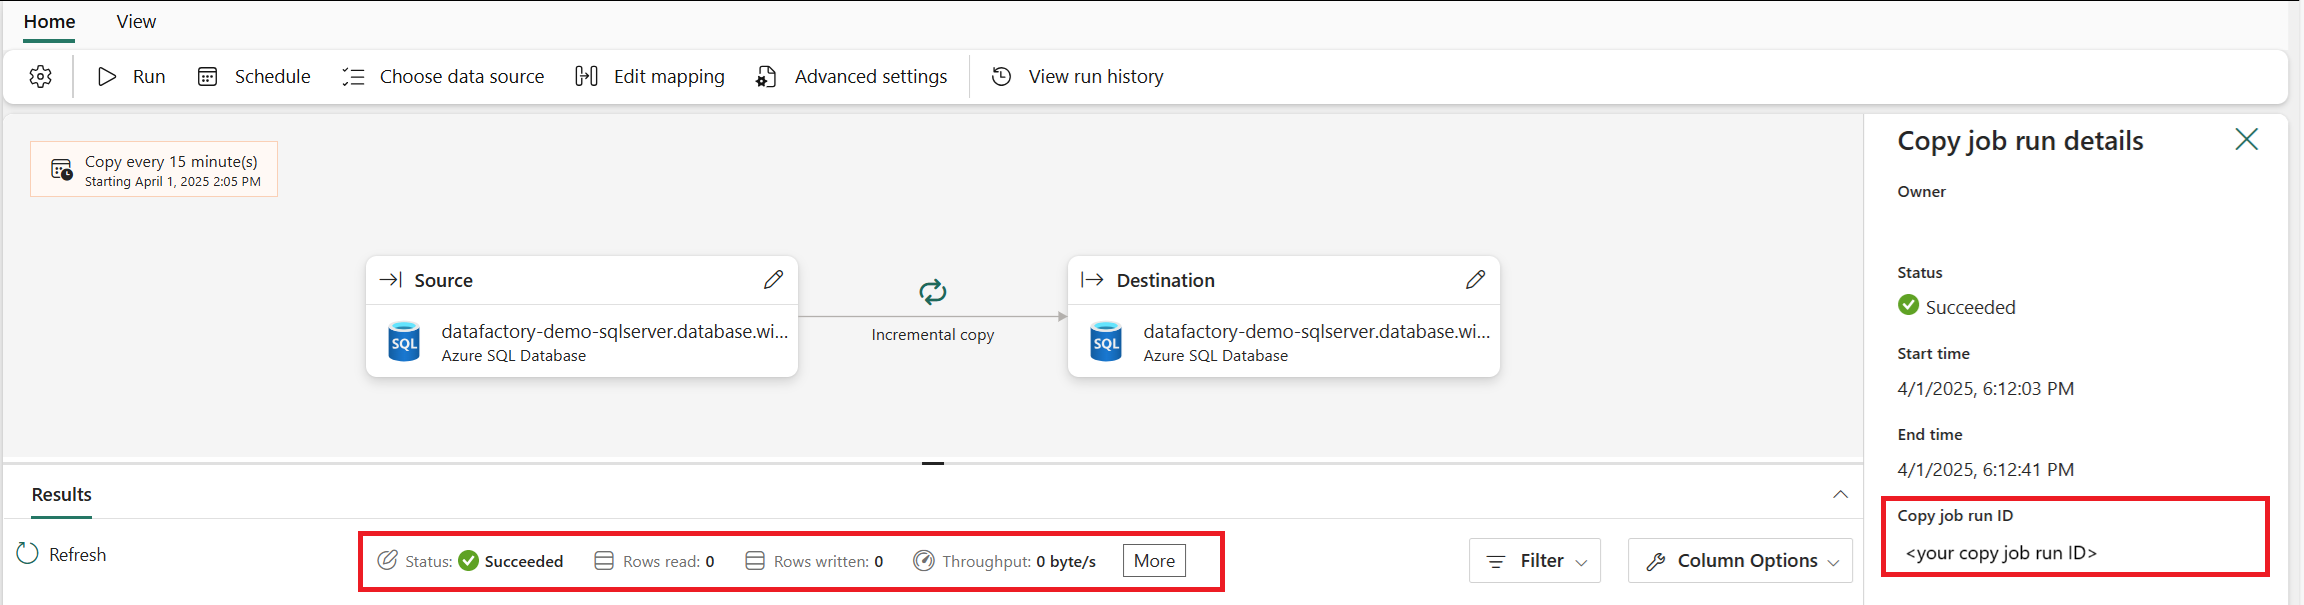 Home View
Run Schedule Choose data source Edit mapping Advanced settings View run history
Copy every 15 minute(s)
Starting April 1, 2025 2:05 PM
Source
datafactory-demo-sqlserver.database.wi...
SQL
Azure SQL Database
Incremental copy
Destination
datafactory-demo-sqlserver.database.wi...
SQL
Azure SQL Database
Results
Refresh
Status: Succeeded Rows read: 0 Rows written: 0 Throughput: 0 byte/s More
Filter Column Options
Copy job run details
Owner
Status
Succeeded
Start time
4/1/2025, 6:12:03 PM
End time
4/1/2025, 6:12:41 PM
Copy job run ID
<your copy job run ID>